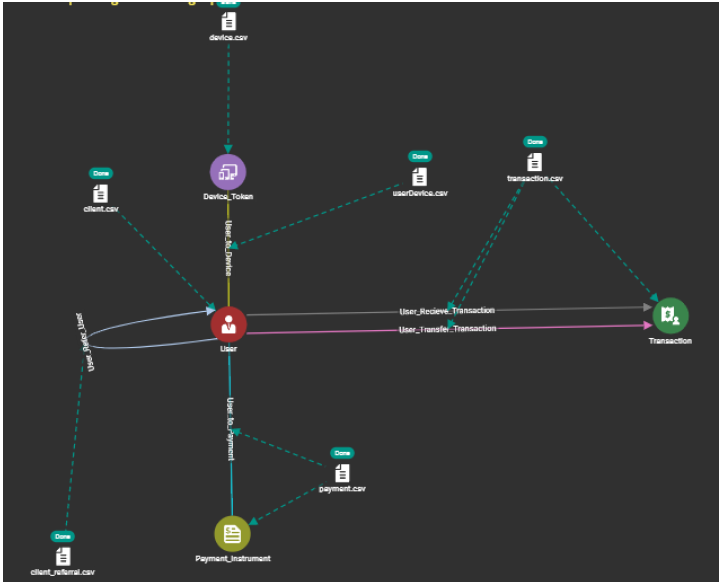 Done
device.csv
Done
transaction.csv
Done
userDevice.csv
Done
client.csv
Device_Token
User_to_Device
User_Recieve_Transaction
User_Transfer_Transaction
User_Refer_User
User
Transaction
User_to_Payment
Done
payment.csv
Done
client_referral.csv
Payment_Instrument